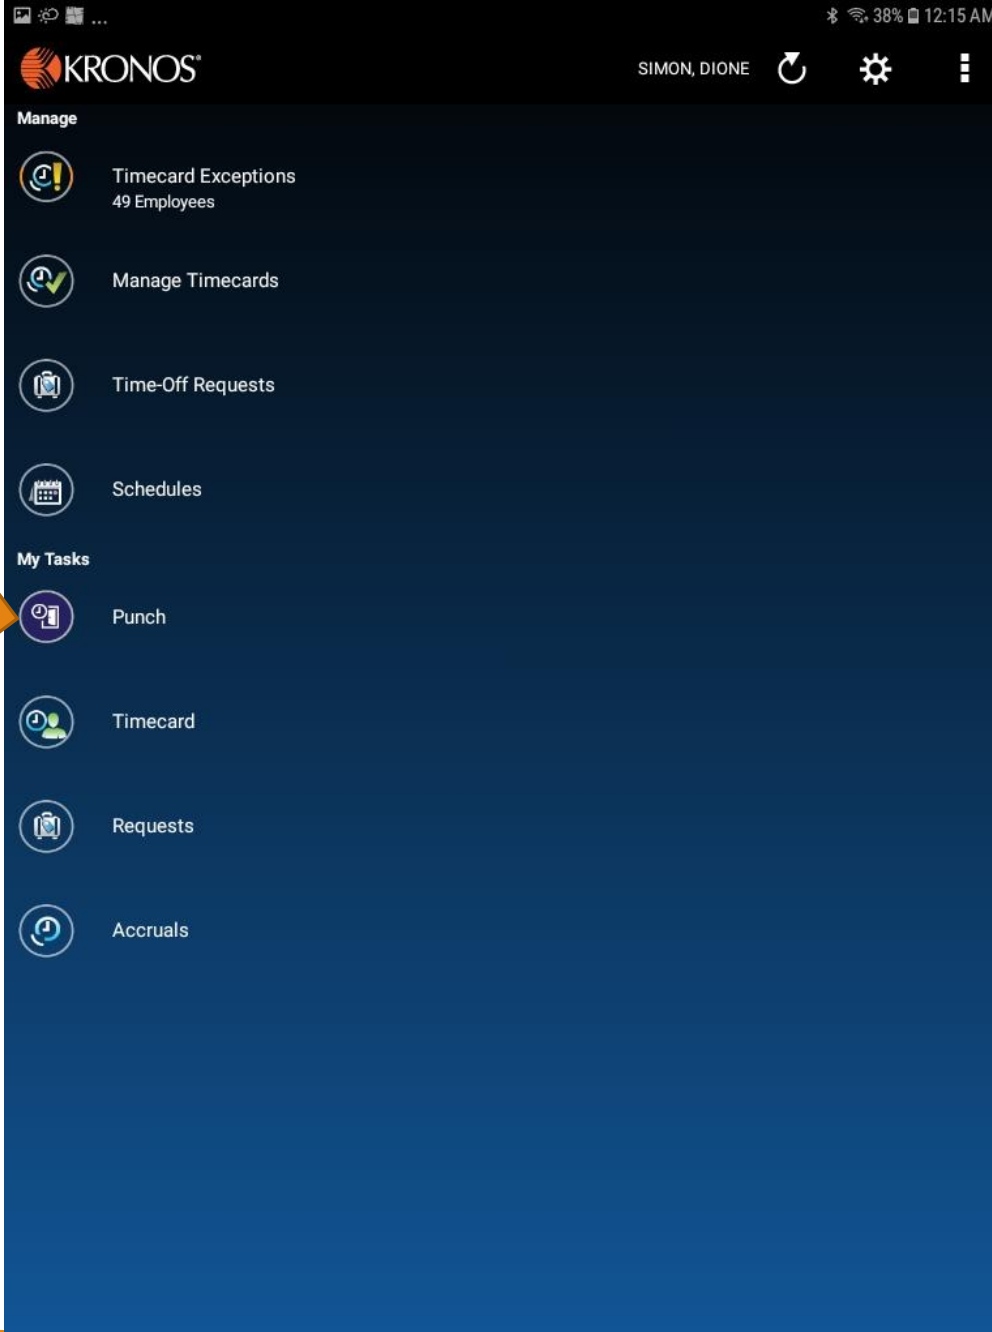 ... 38% 12:15 AM
KRONOS® SIMON, DIONE
Manage
Timecard Exceptions
49 Employees
Manage Timecards
Time-Off Requests
Schedules
My Tasks
Punch
Timecard
Requests
Accruals